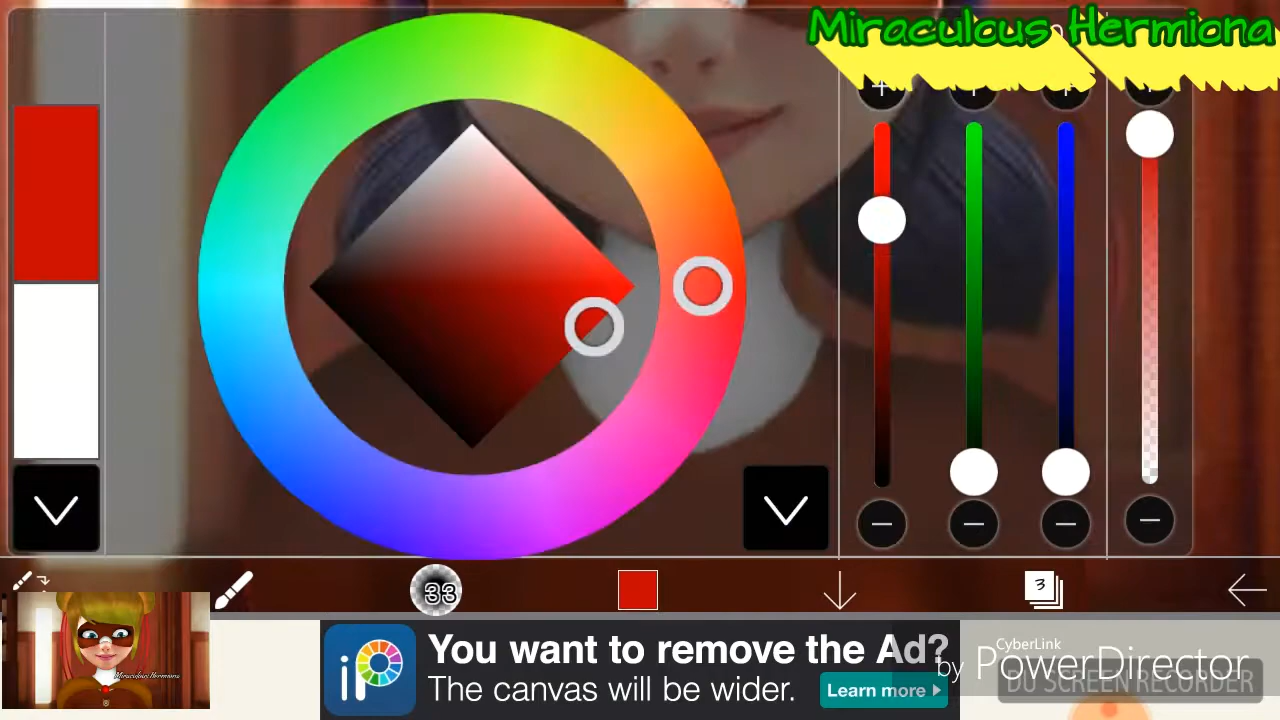 Miraculous Hermiona
33
3
iP
You want to remove the Ad?
The canvas will be wider.
Learn more
by CyberLink PowerDirector
DU SCREEN RECORDER